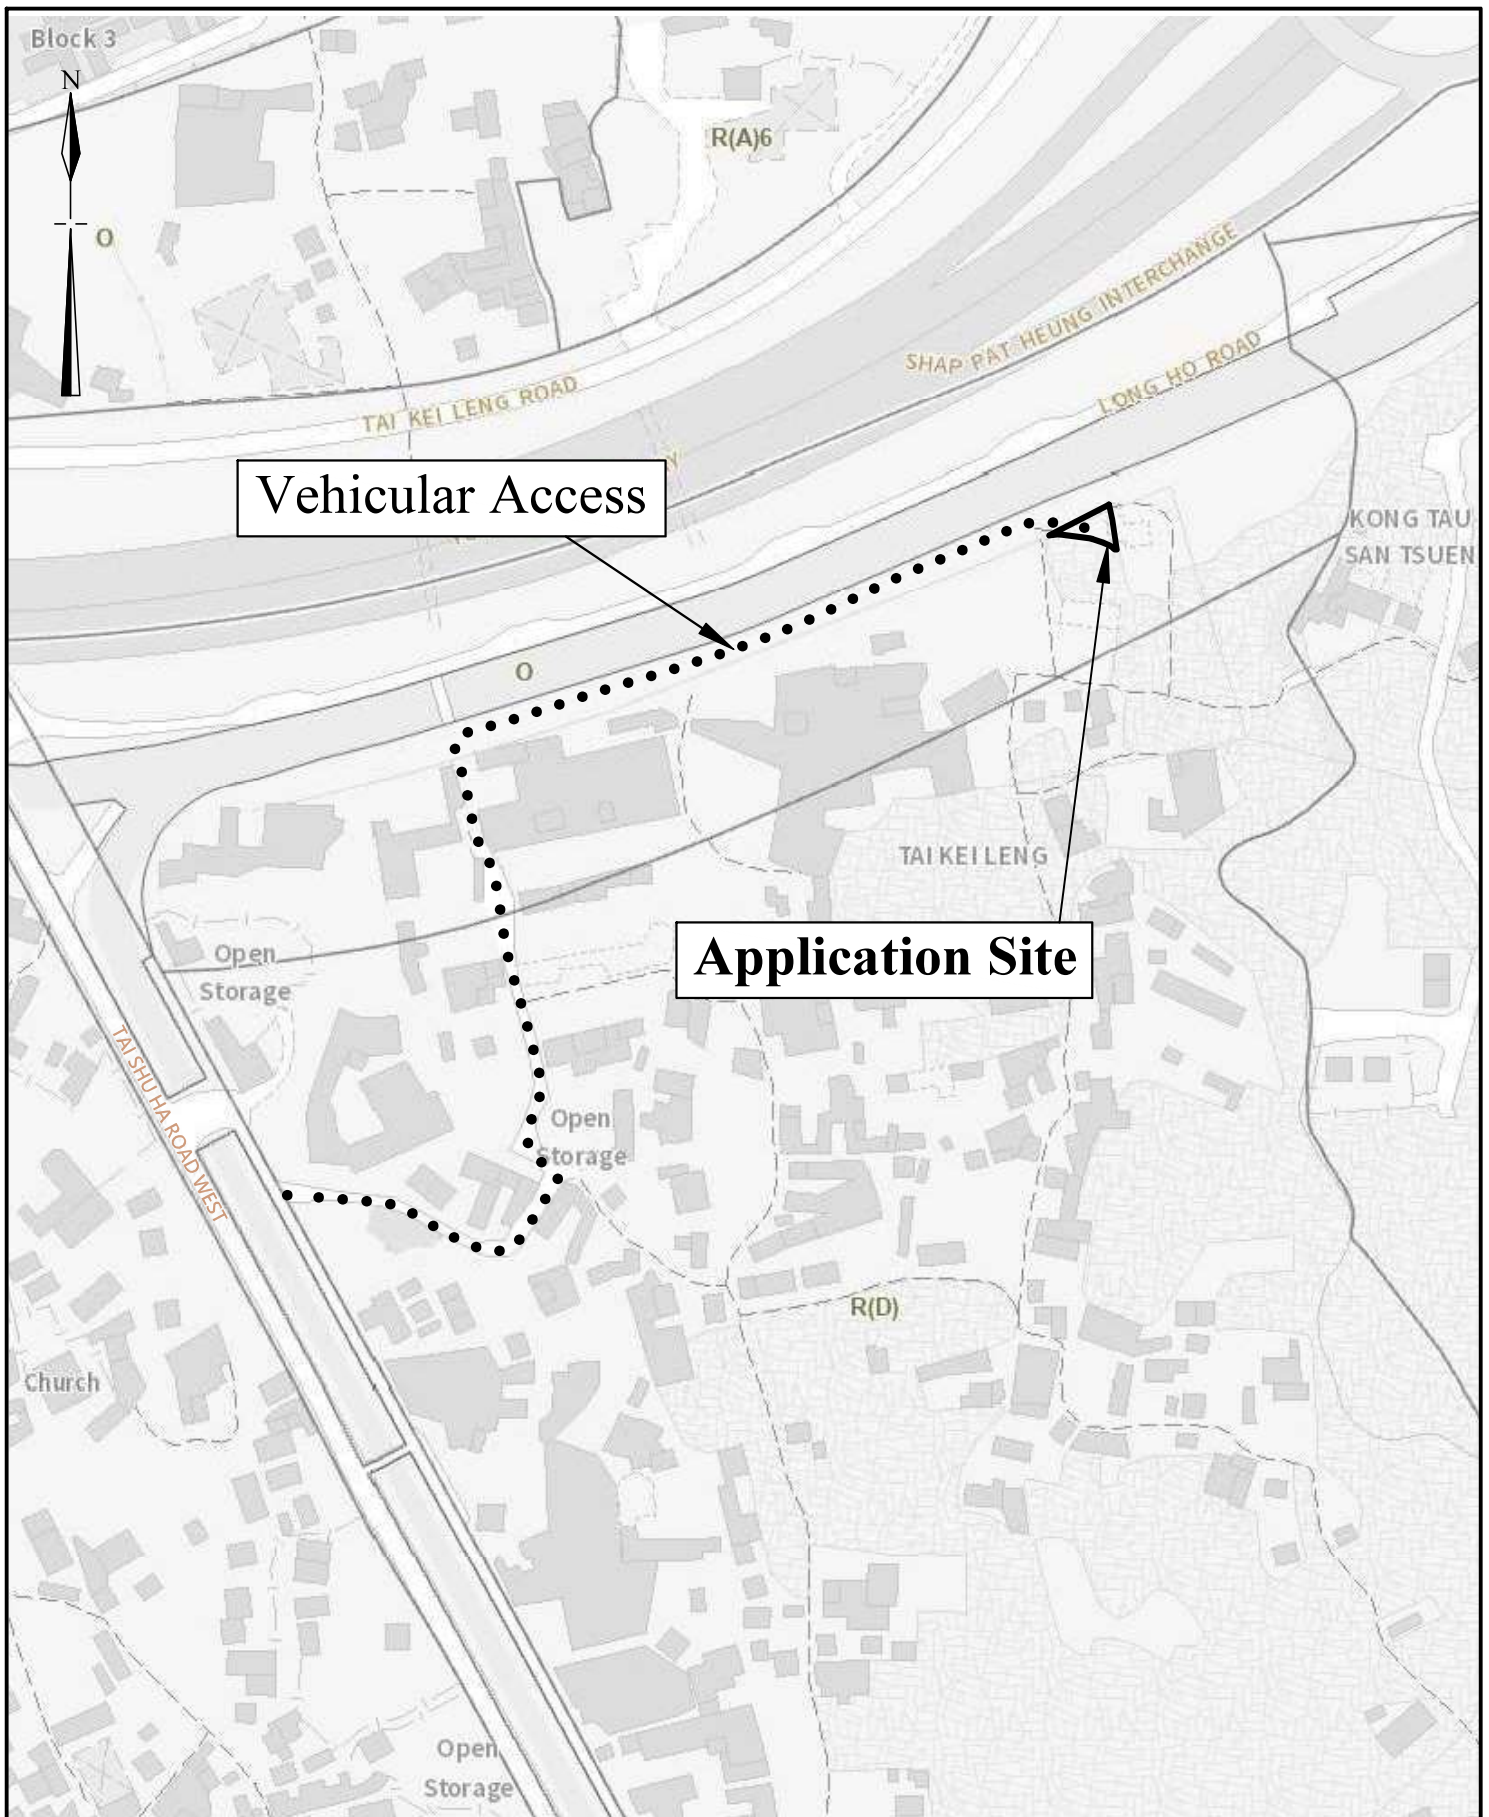 Block 3
N
R(A)6
O
SHAP PAT HEUNG INTERCHANGE
LONG HO ROAD
TAI KEI LENG ROAD
Vehicular Access
KONG TAU
SAN TSUEN
O
TAI KEI LENG
Application Site
Open
Storage
TAI SHU HA ROAD WEST
Open
Storage
R(D)
Church
Open
Storage